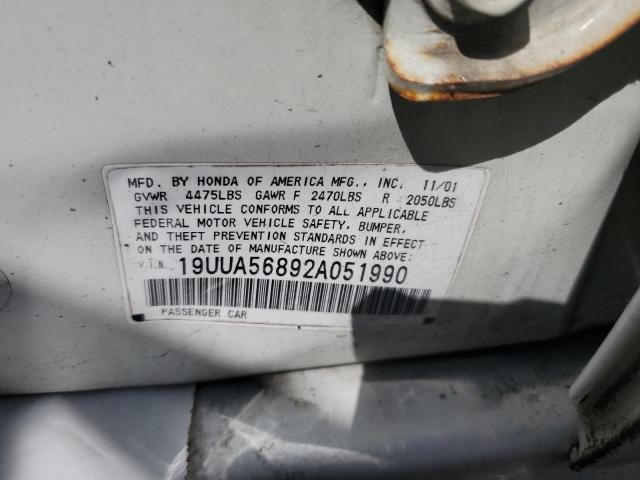 MFD. BY HONDA OF AMERICA MFG., INC. 11/01
GVWR 4475LBS GAWR F 2470LBS R 2050LBS
THIS VEHICLE CONFORMS TO ALL APPLICABLE
FEDERAL MOTOR VEHICLE SAFETY, BUMPER,
AND THEFT PREVENTION STANDARDS IN EFFECT
ON THE DATE OF MANUFACTURE SHOWN ABOVE.
V.I.N. 19UUA56892A051990
PASSENGER CAR